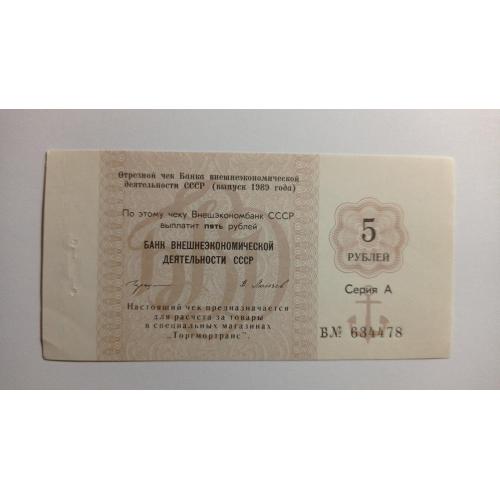 Отрезной чек Банка внешнеэкономической
деятельности СССР (выпуск 1989 года)
По этому чеку Внешэкономбанк СССР
выплатит пять рублей
БАНК ВНЕШНЕЭКОНОМИЧЕСКОЙ
ДЕЯТЕЛЬНОСТИ СССР
Настоящий чек предназначается
для расчета за товары
в специальных магазинах
„Торгмортранс".
5
РУБЛЕЙ
Серия А
В№ 634478